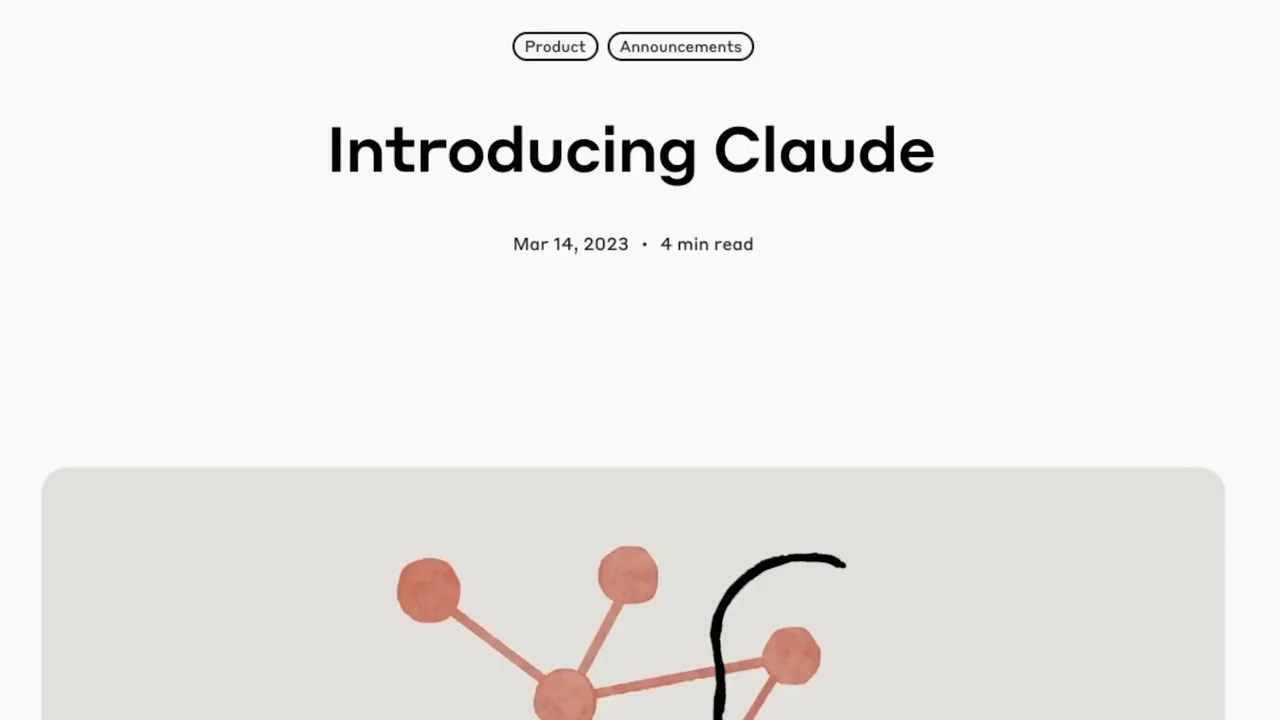 Product Announcements
Introducing Claude
Mar 14, 2023 • 4 min read